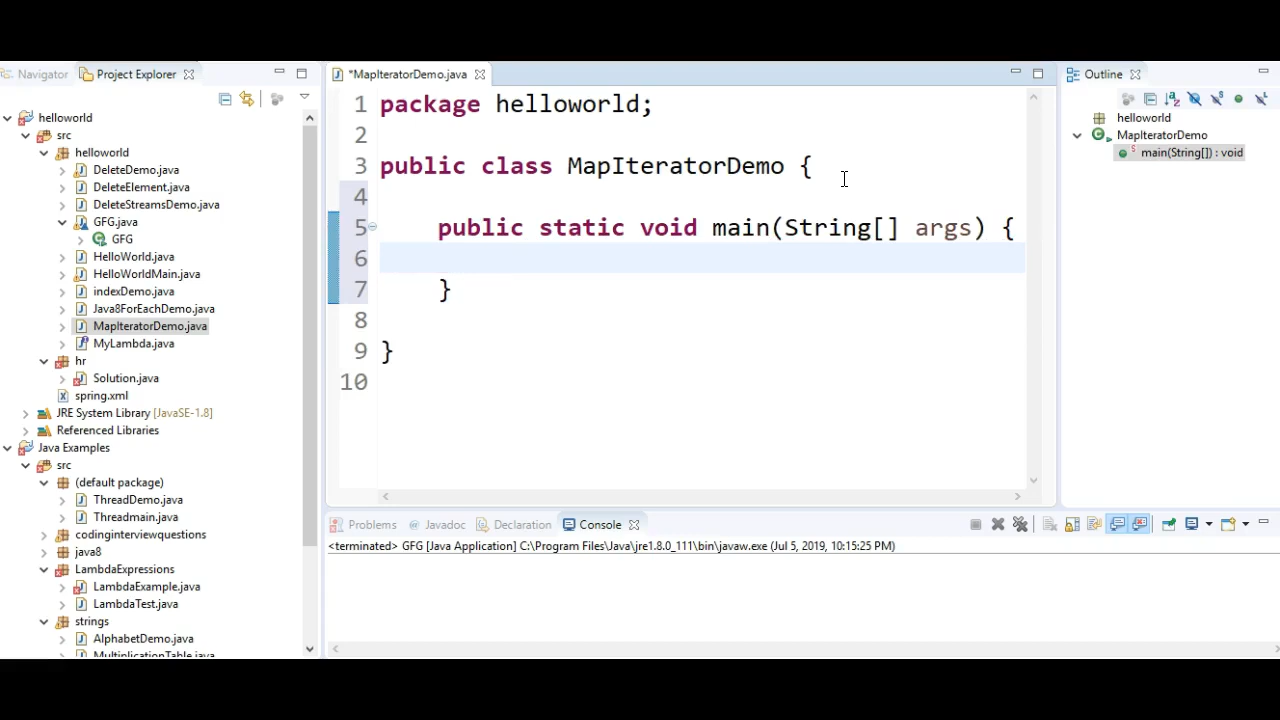 Navigator
Project Explorer
helloworld
src
helloworld
DeleteDemo.java
DeleteElement.java
DeleteStreamsDemo.java
GFG.java
GFG
HelloWorld.java
HelloWorldMain.java
indexDemo.java
Java8ForEachDemo.java
MapIteratorDemo.java
MyLambda.java
hr
Solution.java
spring.xml
JRE System Library [JavaSE-1.8]
Referenced Libraries
Java Examples
src
(default package)
ThreadDemo.java
Threadmain.java
codinginterviewquestions
java8
LambdaExpressions
LambdaExample.java
LambdaTest.java
strings
AlphabetDemo.java
MultiplicationTable.java
*MapIteratorDemo.java
1 package helloworld;
2
3 public class MapIteratorDemo {
4
5 public static void main(String[] args) {
6
7 }
8
9 }
10
Problems
@ Javadoc
Declaration
Console
<terminated> GFG [Java Application] C:\Program Files\Java\jre1.8.0_111\bin\javaw.exe (Jul 5, 2019, 10:15:25 PM)
Outline
helloworld
MapIteratorDemo
main(String[]) : void